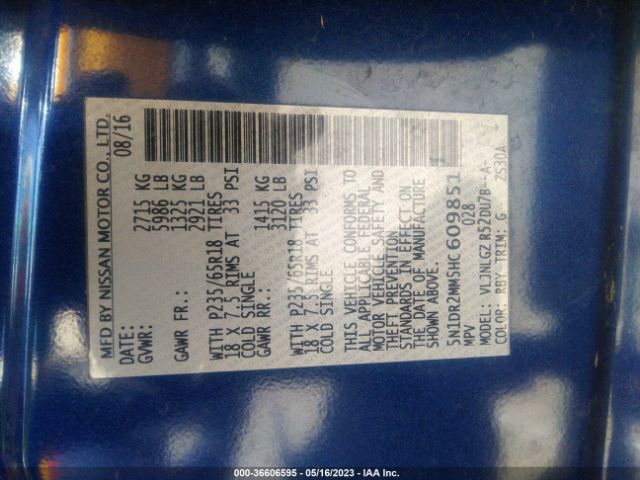 MFD BY NISSAN MOTOR CO., LTD.
DATE: 08/16
GVWR: 2715 KG
5986 LB
GAWR FR.: 1325 KG
2921 LB
WITH P235/65R18 TIRES
18 X 7.5 RIMS AT 33 PSI
COLD SINGLE
GAWR RR.: 1415 KG
3120 LB
WITH P235/65R18 TIRES
18 X 7.5 RIMS AT 33 PSI
COLD SINGLE
THIS VEHICLE CONFORMS TO
ALL APPLICABLE FEDERAL
MOTOR VEHICLE SAFETY AND
THEFT PREVENTION
STANDARDS IN EFFECT ON
THE DATE OF MANUFACTURE
SHOWN ABOVE.
5N1DR2MM5HC609851
MPV 028
MODEL: VLJNLGZ R52DU7B--A-
COLOR: RBY TRIM: G ZS30A
000-36606595 - 05/16/2023 - IAA Inc.